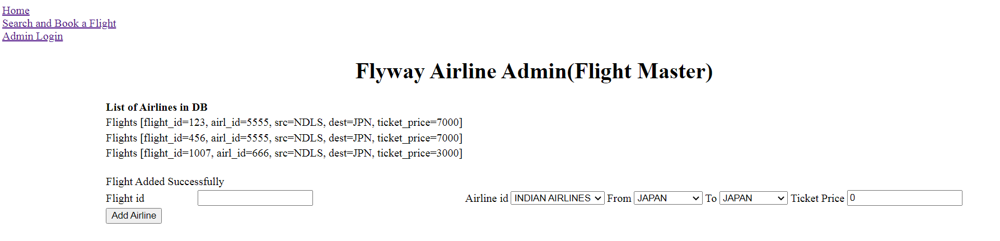 Home
Search and Book a Flight
Admin Login
Flyway Airline Admin(Flight Master)
List of Airlines in DB
Flights [flight_id=123, airl_id=5555, src=NDLS, dest=JPN, ticket_price=7000]
Flights [flight_id=456, airl_id=5555, src=NDLS, dest=JPN, ticket_price=7000]
Flights [flight_id=1007, airl_id=666, src=NDLS, dest=JPN, ticket_price=3000]
Flight Added Successfully
Flight id Airline id INDIAN AIRLINES From JAPAN To JAPAN Ticket Price 0
Add Airline